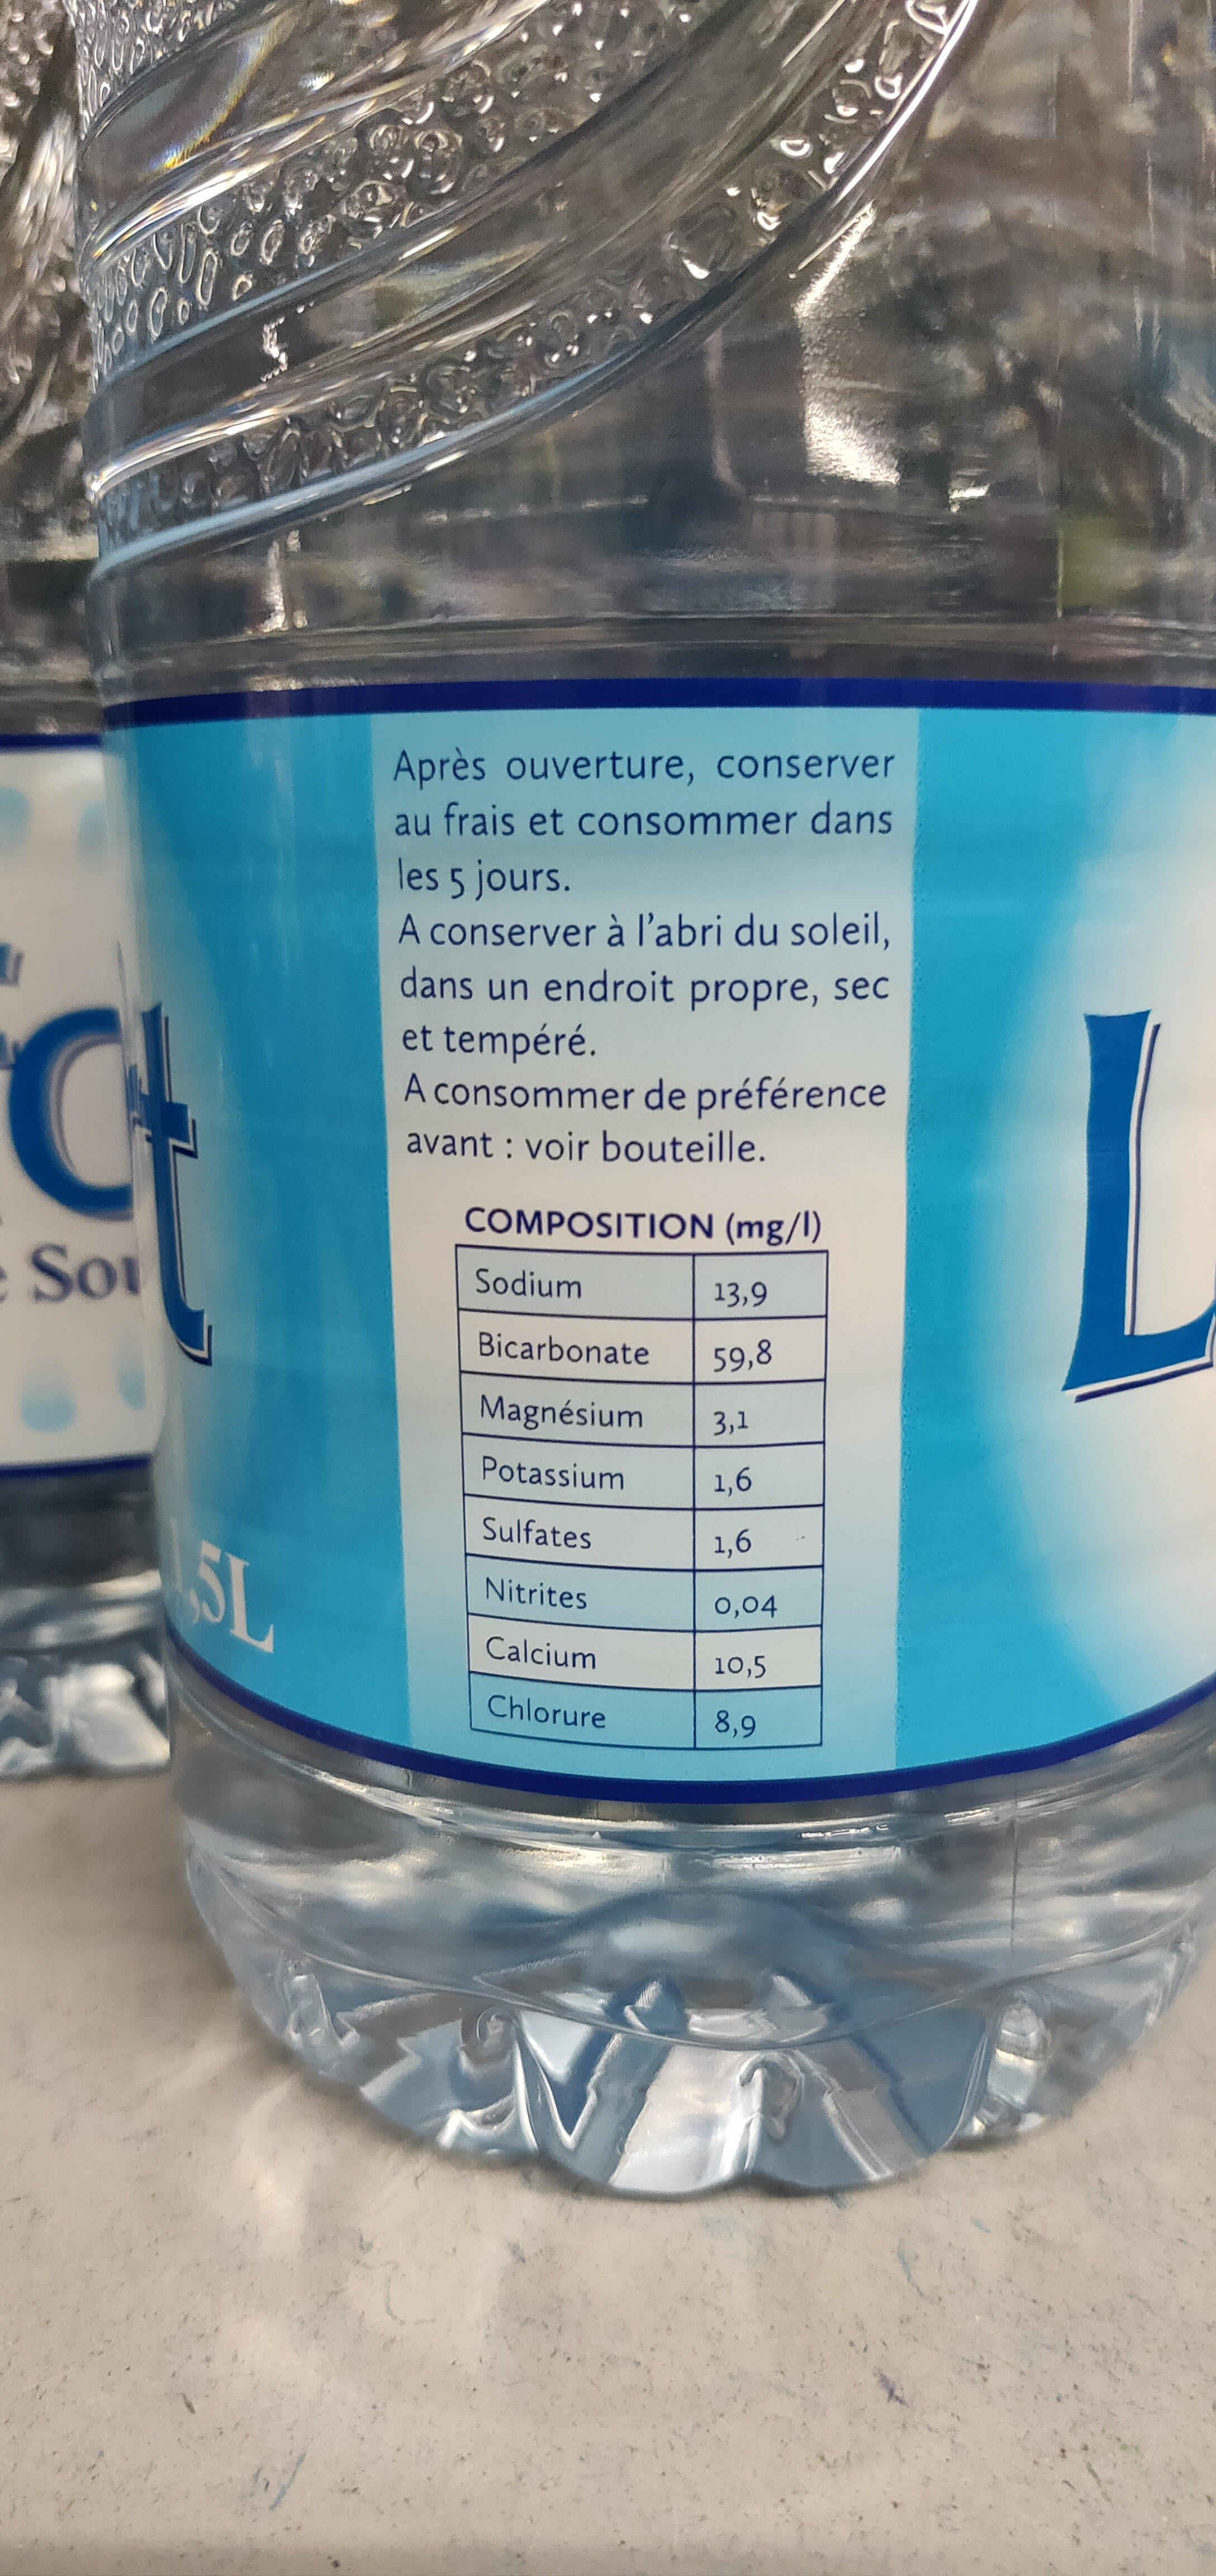 Après ouverture, conserver
au frais et consommer dans
les 5 jours.
A conserver à l'abri du soleil,
dans un endroit propre, sec
et tempéré.
A consommer de préférence
avant : voir bouteille.
COMPOSITION (mg/l)
Sodium 13,9
Bicarbonate 59,8
Magnésium 3,1
Potassium 1,6
Sulfates 1,6
Nitrites 0,04
Calcium 10,5
Chlorure 8,9
1,5L